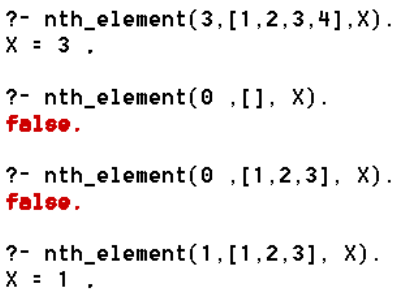 ?- nth_element(3,[1,2,3,4],X).
X = 3 .
?- nth_element(0 ,[], X).
false.
?- nth_element(0 ,[1,2,3], X).
false.
?- nth_element(1,[1,2,3], X).
X = 1 .